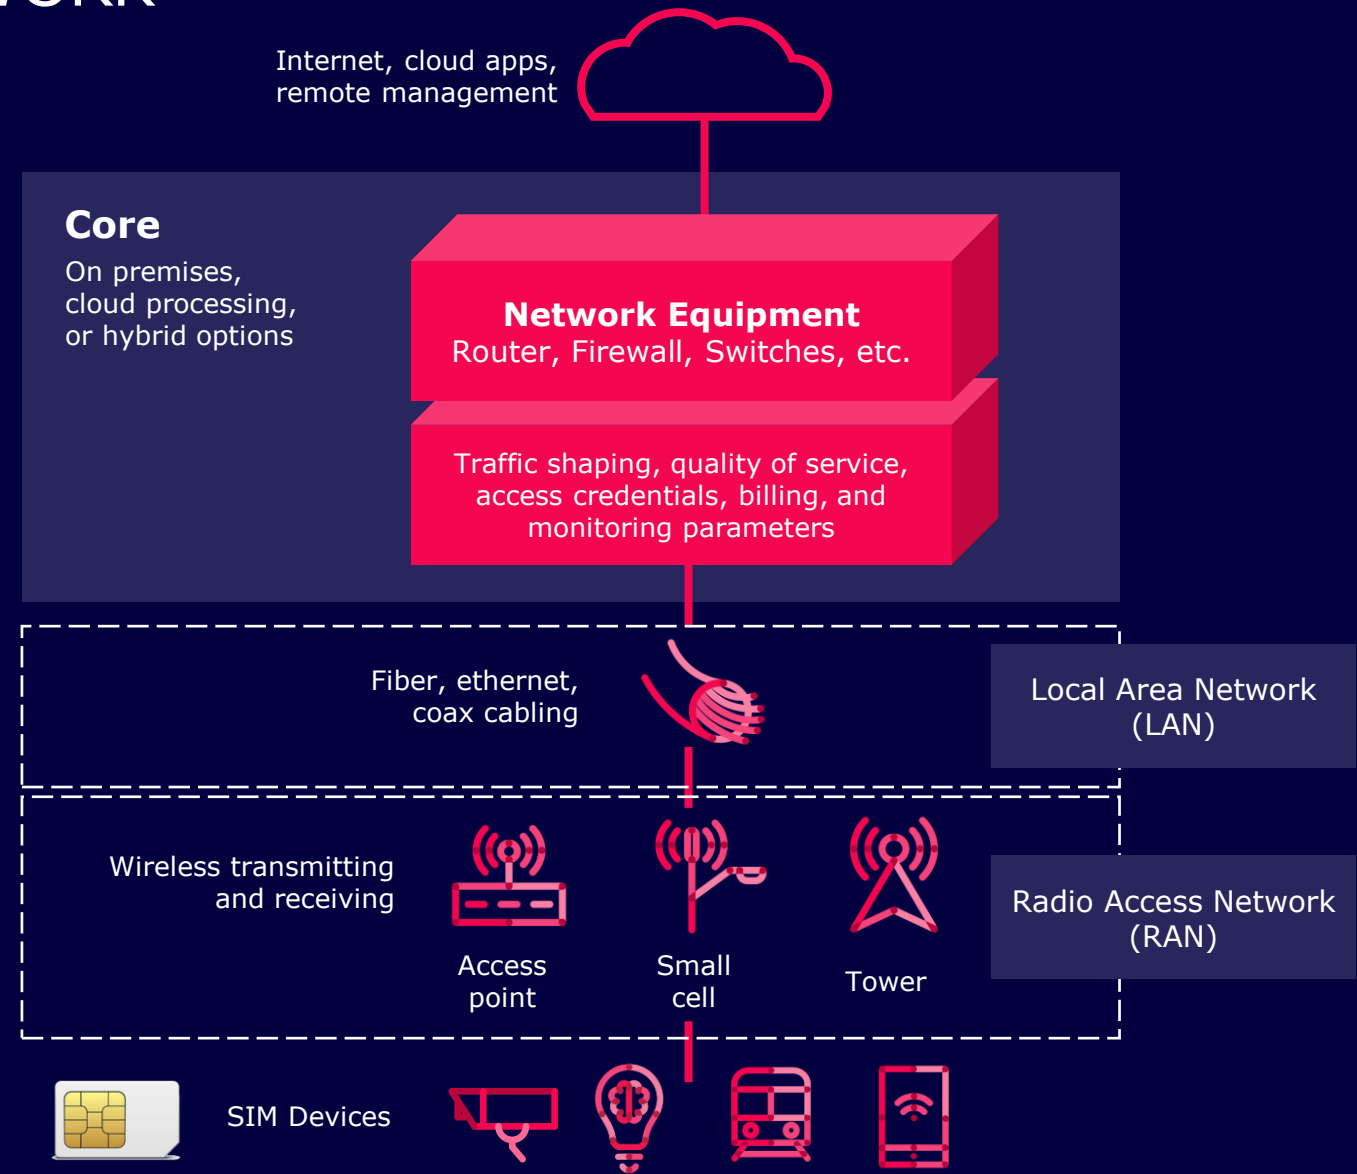 Internet, cloud apps,
remote management
Core
On premises,
cloud processing,
or hybrid options
Network Equipment
Router, Firewall, Switches, etc.
Traffic shaping, quality of service,
access credentials, billing, and
monitoring parameters
Fiber, ethernet,
coax cabling
Local Area Network
(LAN)
Wireless transmitting
and receiving
Access
point
Small
cell
Tower
Radio Access Network
(RAN)
SIM Devices